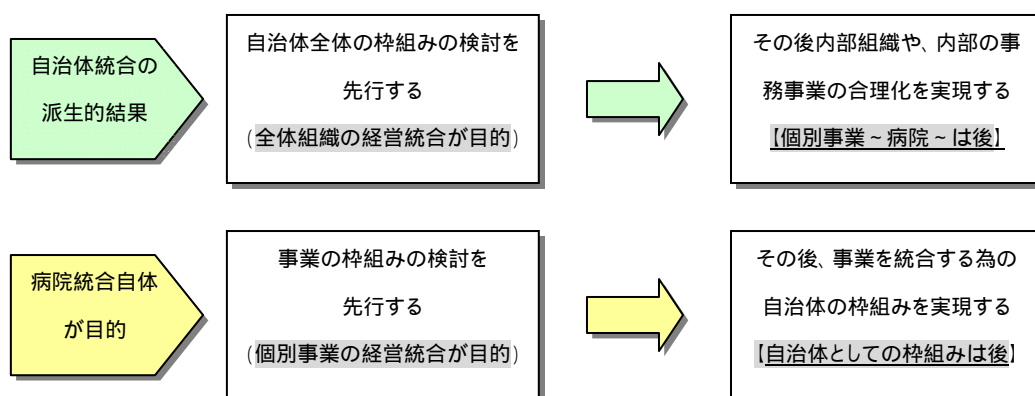 自治体統合の
派生的結果
自治体全体の枠組みの検討を
先行する
(全体組織の経営統合が目的)
その後内部組織や、内部の事
務事業の合理化を実現する
【個別事業~病院~は後】
病院統合自体
が目的
事業の枠組みの検討を
先行する
(個別事業の経営統合が目的)
その後、事業を統合する為の
自治体の枠組みを実現する
【自治体としての枠組みは後】